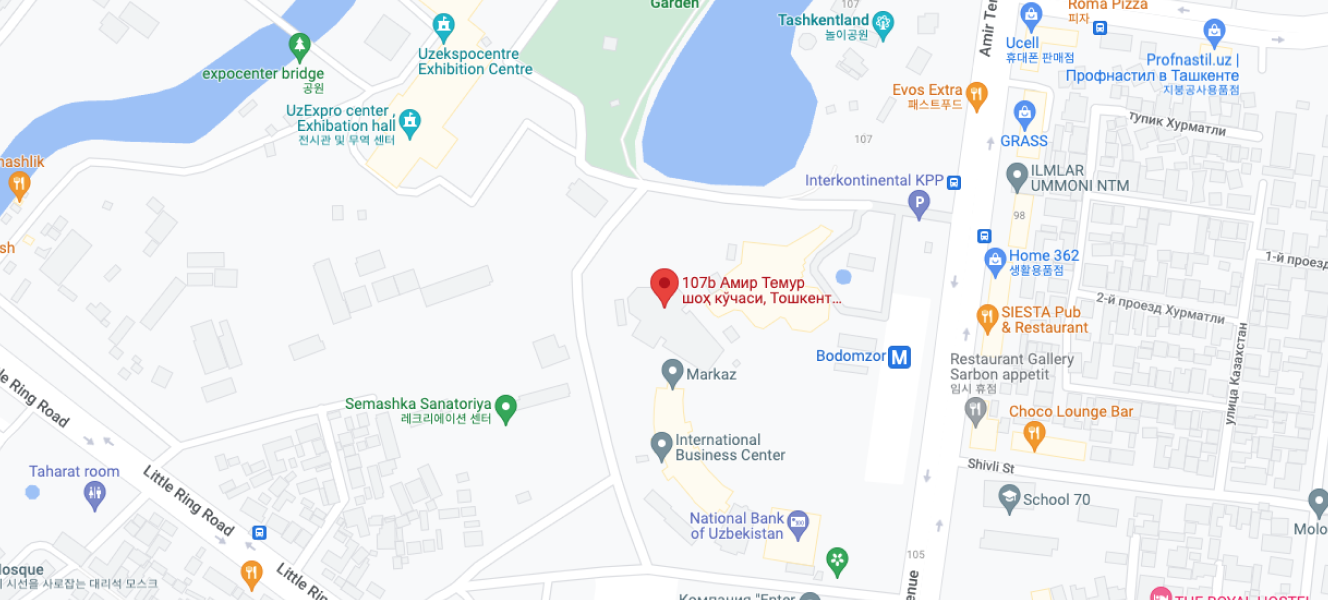 Garden
Roma Pizza
피자
Tashkentland
놀이공원
Amir Tem
Ucell
휴대폰 판매점
Uzekspocentre
Exhibition Centre
Profnastil.uz |
Профнастил в Ташкенте
지붕공사용품점
expocenter bridge
공원
UzExpro center ,
Exhibation hall
전시관 및 무역 센터
Evos Extra
패스트푸드
107
107
GRASS
тупик Хурматли
nashlik
Interkontinental KPP
P
ILMLAR
UMMONI NTM
98
sh
Home 362
생활용품점
1-й проезд
107b Амир Темур
шоҳ кўчаси, Тошкент...
2-й проезд Хурматли
SIESTA Pub
& Restaurant
Bodomzor
M
Restaurant Gallery
Sarbon appetit
임시 휴점
Markaz
улица Казахстан
le Ring Road
Semashka Sanatoriya
레크리에이션 센터
Choco Lounge Bar
International
Business Center
Shivli St
Taharat room
Little Ring Road
School 70
National Bank
of Uzbekistan
Molo
105
losque
시선을 사로잡는 대리석 모스크
Little Rin
enue
Компания "Enter
THE ROYAL HOSTEL